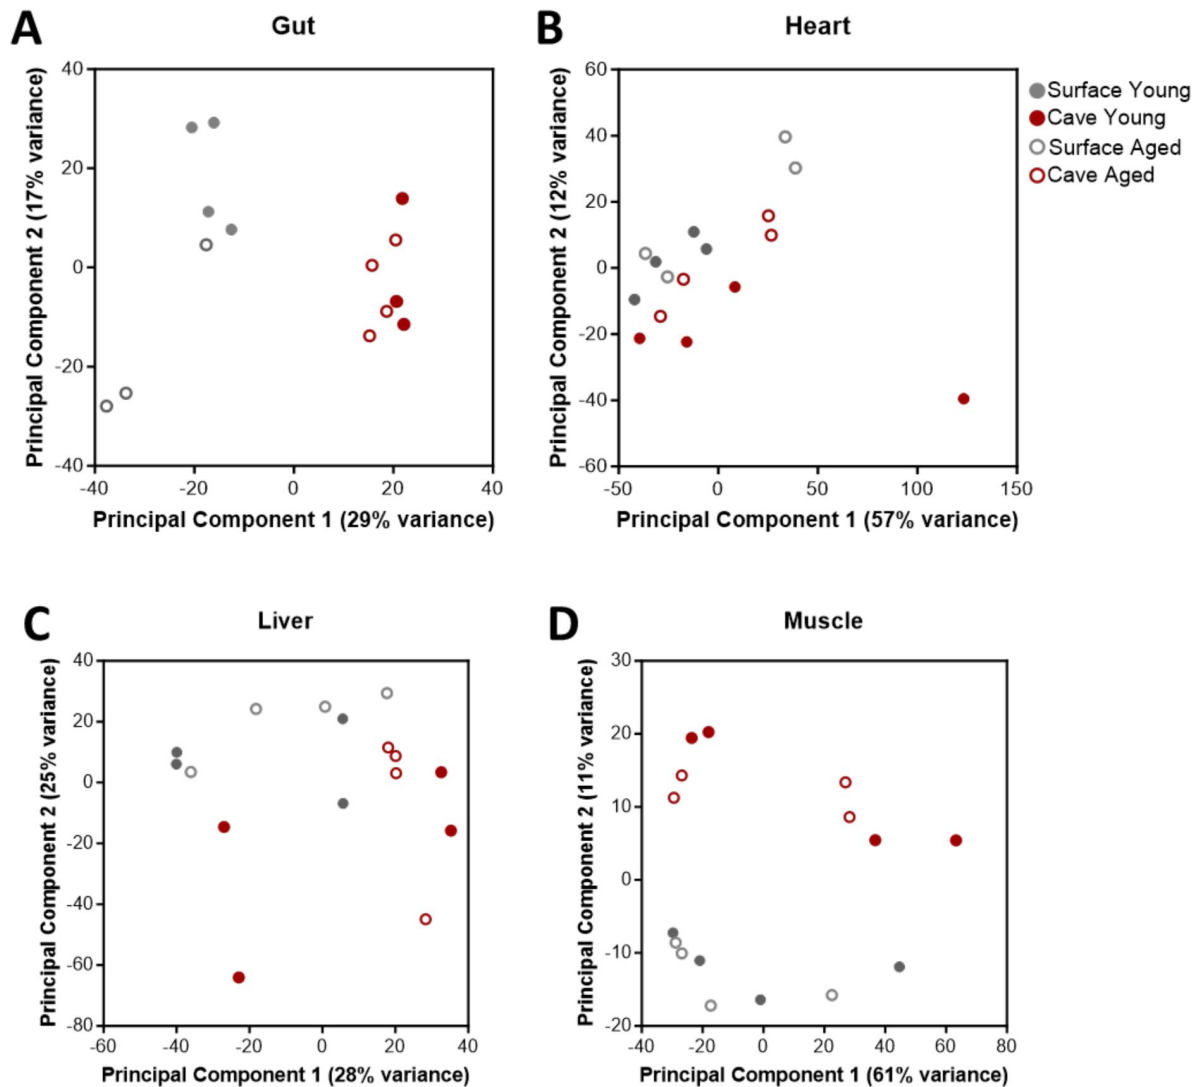 A
Gut
Principal Component 2 (17% variance)
40
20
0
-20
-40
-40 -20 0 20 40
Principal Component 1 (29% variance)
B
Heart
Principal Component 2 (12% variance)
60
40
20
0
-20
-40
-60
-50 0 50 100 150
Principal Component 1 (57% variance)
Surface Young
Cave Young
Surface Aged
Cave Aged
C
Liver
Principal Component 2 (25% variance)
40
20
0
-20
-40
-60
-80
-60 -40 -20 0 20 40
Principal Component 1 (28% variance)
D
Muscle
Principal Component 2 (11% variance)
30
20
10
0
-10
-20
-40 -20 0 20 40 60 80
Principal Component 1 (61% variance)